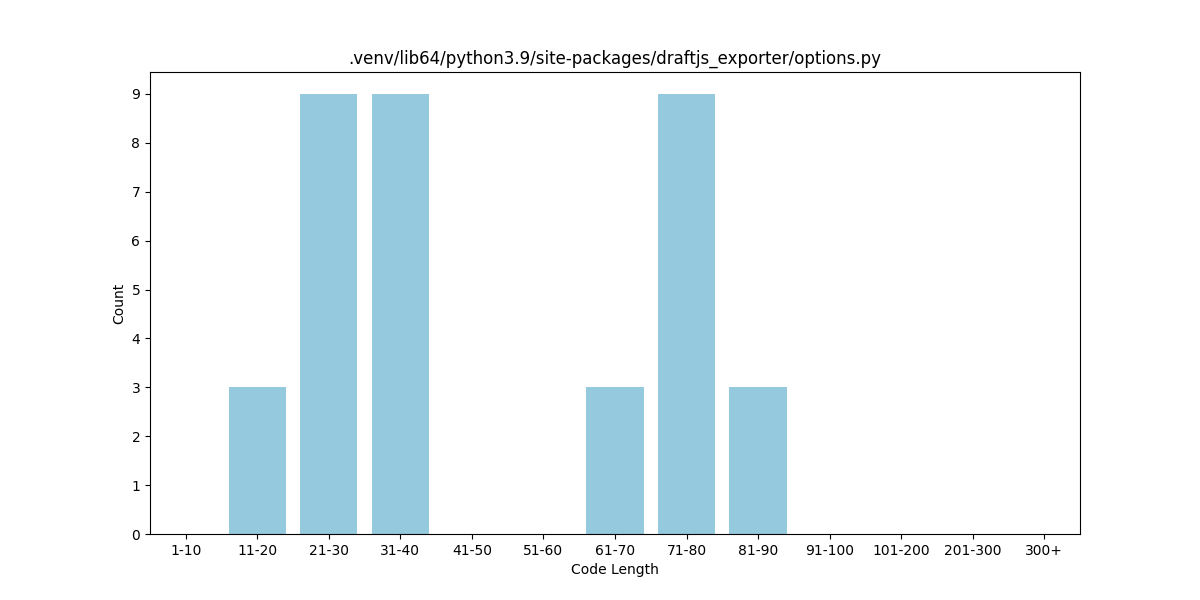 .venv/lib64/python3.9/site-packages/draftjs_exporter/options.py
9
8
7
6
5
4
3
2
1
0
Count
1-10 11-20 21-30 31-40 41-50 51-60 61-70 71-80 81-90 91-100 101-200 201-300 300+
Code Length